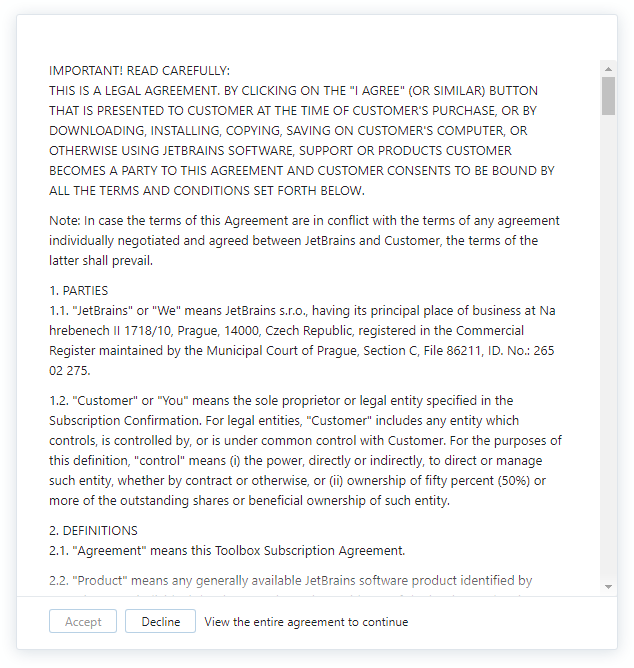 IMPORTANT! READ CAREFULLY:
THIS IS A LEGAL AGREEMENT. BY CLICKING ON THE "I AGREE" (OR SIMILAR) BUTTON
THAT IS PRESENTED TO CUSTOMER AT THE TIME OF CUSTOMER'S PURCHASE, OR BY
DOWNLOADING, INSTALLING, COPYING, SAVING ON CUSTOMER'S COMPUTER, OR
OTHERWISE USING JETBRAINS SOFTWARE, SUPPORT OR PRODUCTS CUSTOMER
BECOMES A PARTY TO THIS AGREEMENT AND CUSTOMER CONSENTS TO BE BOUND BY
ALL THE TERMS AND CONDITIONS SET FORTH BELOW.
Note: In case the terms of this Agreement are in conflict with the terms of any agreement
individually negotiated and agreed between JetBrains and Customer, the terms of the
latter shall prevail.
1. PARTIES
1.1. "JetBrains" or "We" means JetBrains s.r.o., having its principal place of business at Na
hrebenech II 1718/10, Prague, 14000, Czech Republic, registered in the Commercial
Register maintained by the Municipal Court of Prague, Section C, File 86211, ID. No.: 265
02 275.
1.2. "Customer" or "You" means the sole proprietor or legal entity specified in the
Subscription Confirmation. For legal entities, "Customer" includes any entity which
controls, is controlled by, or is under common control with Customer. For the purposes of
this definition, "control" means (i) the power, directly or indirectly, to direct or manage
such entity, whether by contract or otherwise, or (ii) ownership of fifty percent (50%) or
more of the outstanding shares or beneficial ownership of such entity.
2. DEFINITIONS
2.1. "Agreement" means this Toolbox Subscription Agreement.
2.2. "Product" means any generally available JetBrains software product identified by
Accept Decline View the entire agreement to continue